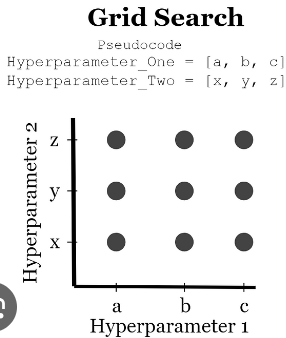 Grid Search
Pseudocode
Hyperparameter_One = [a, b, c]
Hyperparameter_Two = [x, y, z]
Hyperparameter 2
z
y
x
a b c
Hyperparameter 1